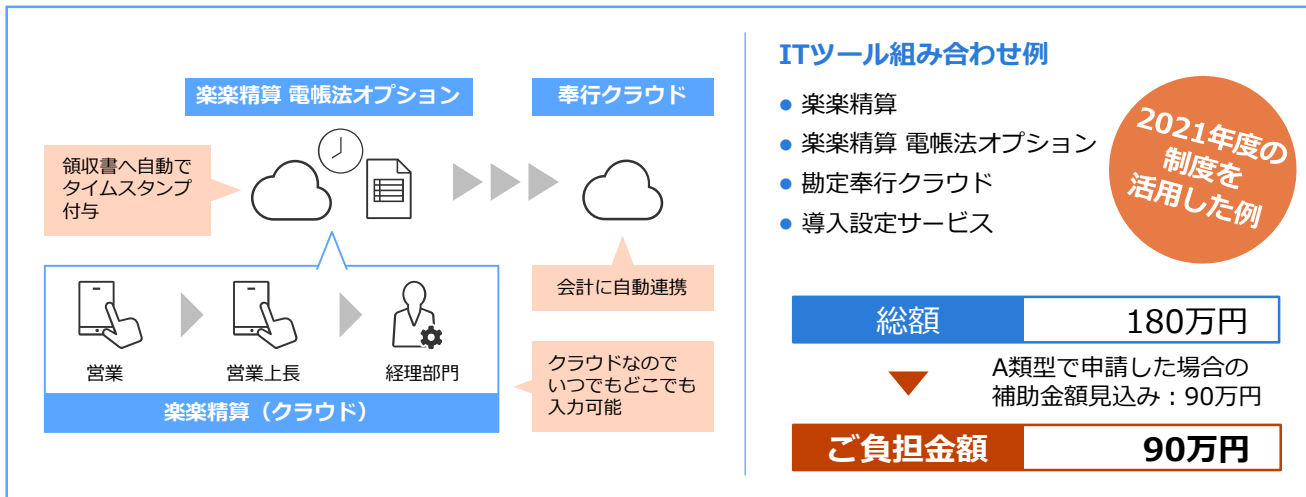 楽楽精算 電帳法オプション
奉行クラウド
領収書へ自動で
タイムスタンプ
付与
会計に自動連携
営業
営業上長
経理部門
楽楽精算（クラウド）
クラウドなので
いつでもどこでも
入力可能
ITツール組み合わせ例
● 楽楽精算
● 楽楽精算 電帳法オプション
● 勘定奉行クラウド
● 導入設定サービス
2021年度の
制度を
活用した例
総額 180万円
A類型で申請した場合の
補助金額見込み：90万円
ご負担金額 90万円